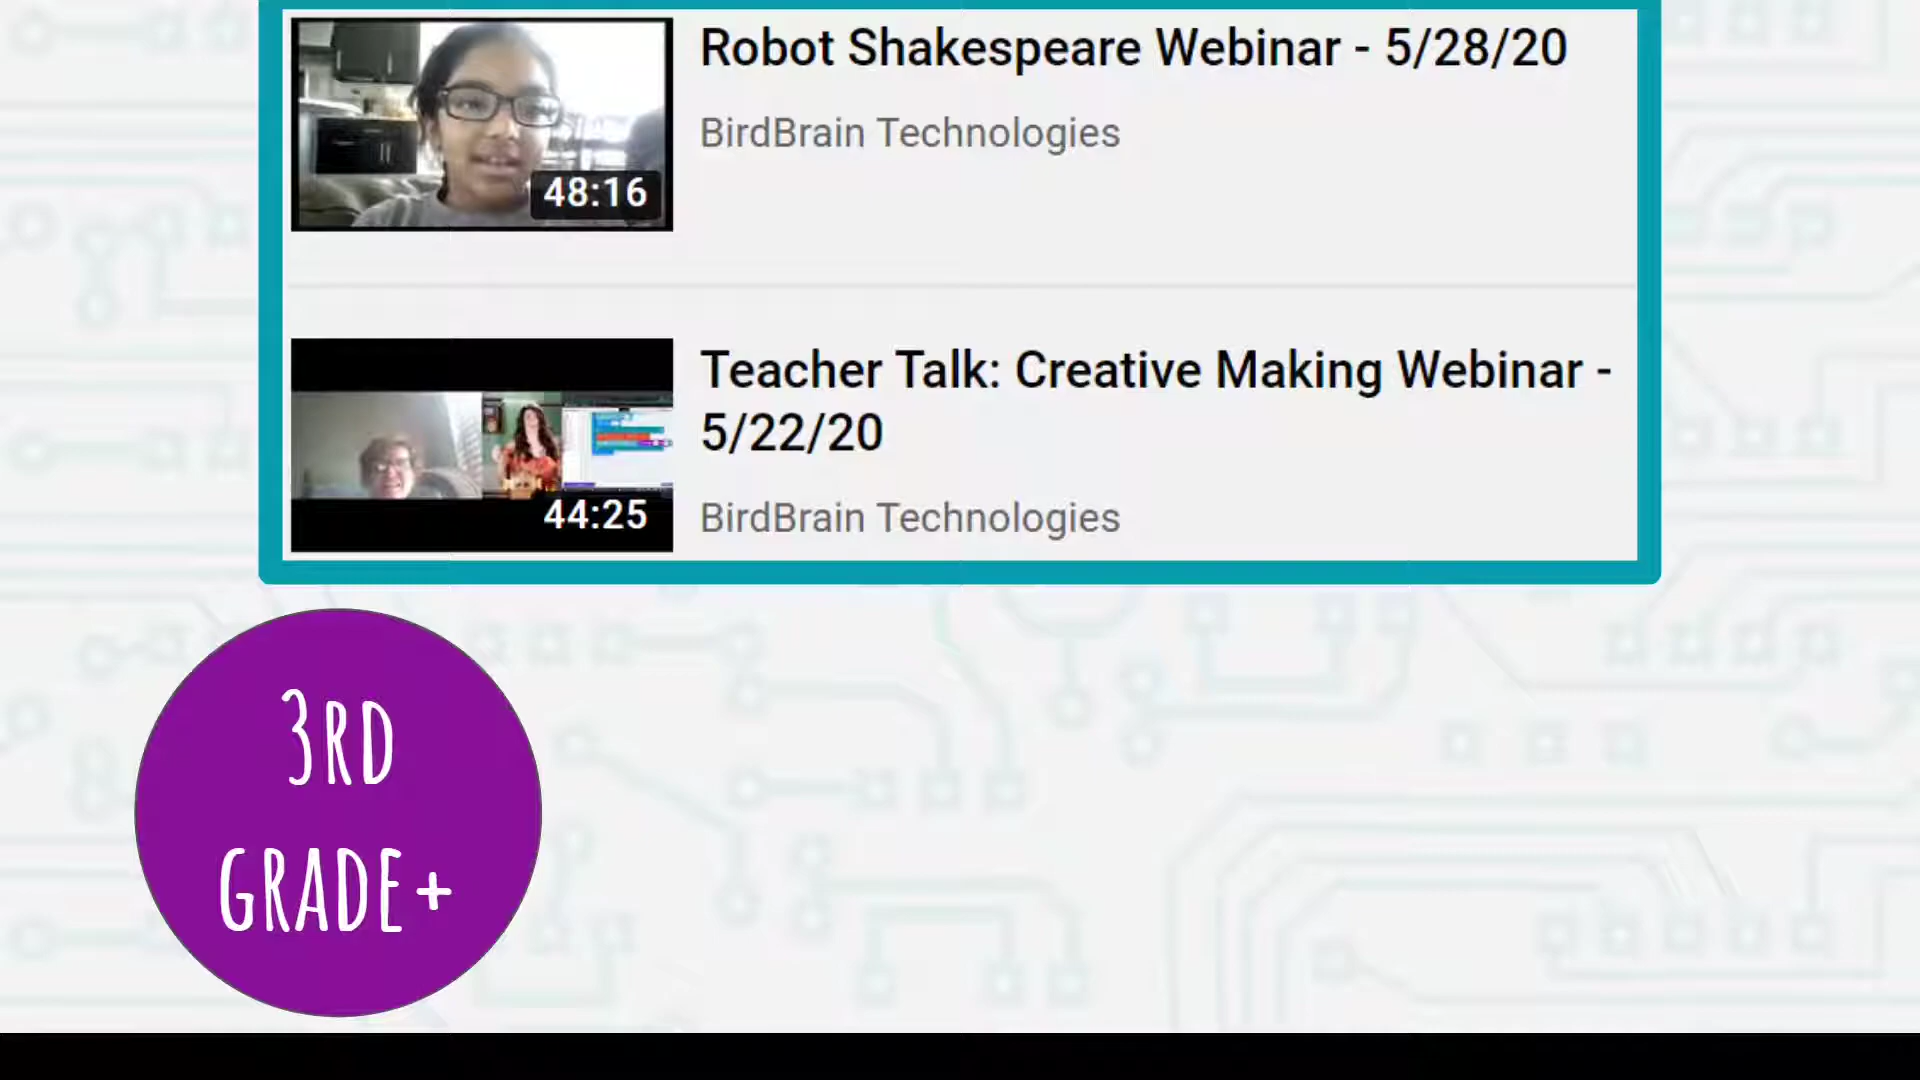 Robot Shakespeare Webinar - 5/28/20
BirdBrain Technologies
48:16
Teacher Talk: Creative Making Webinar -
5/22/20
BirdBrain Technologies
44:25
3RD
GRADE+